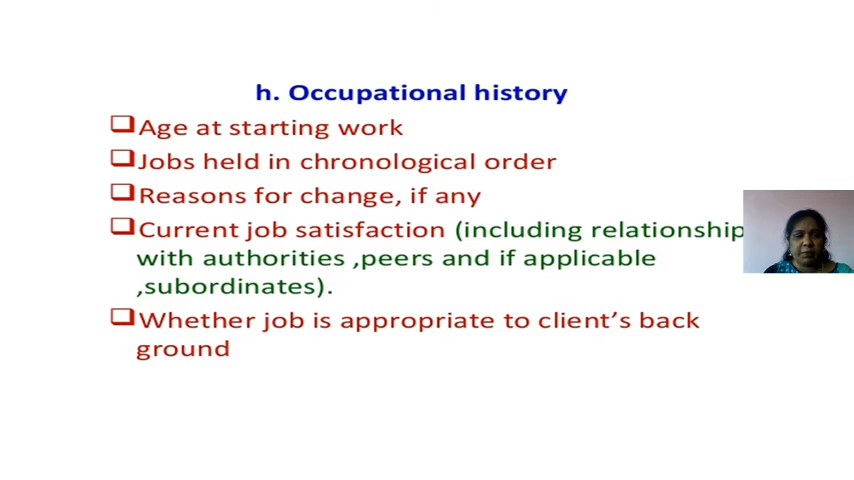 h. Occupational history
Age at starting work
Jobs held in chronological order
Reasons for change, if any
Current job satisfaction (including relationship
with authorities ,peers and if applicable
,subordinates).
Whether job is appropriate to client’s back
ground